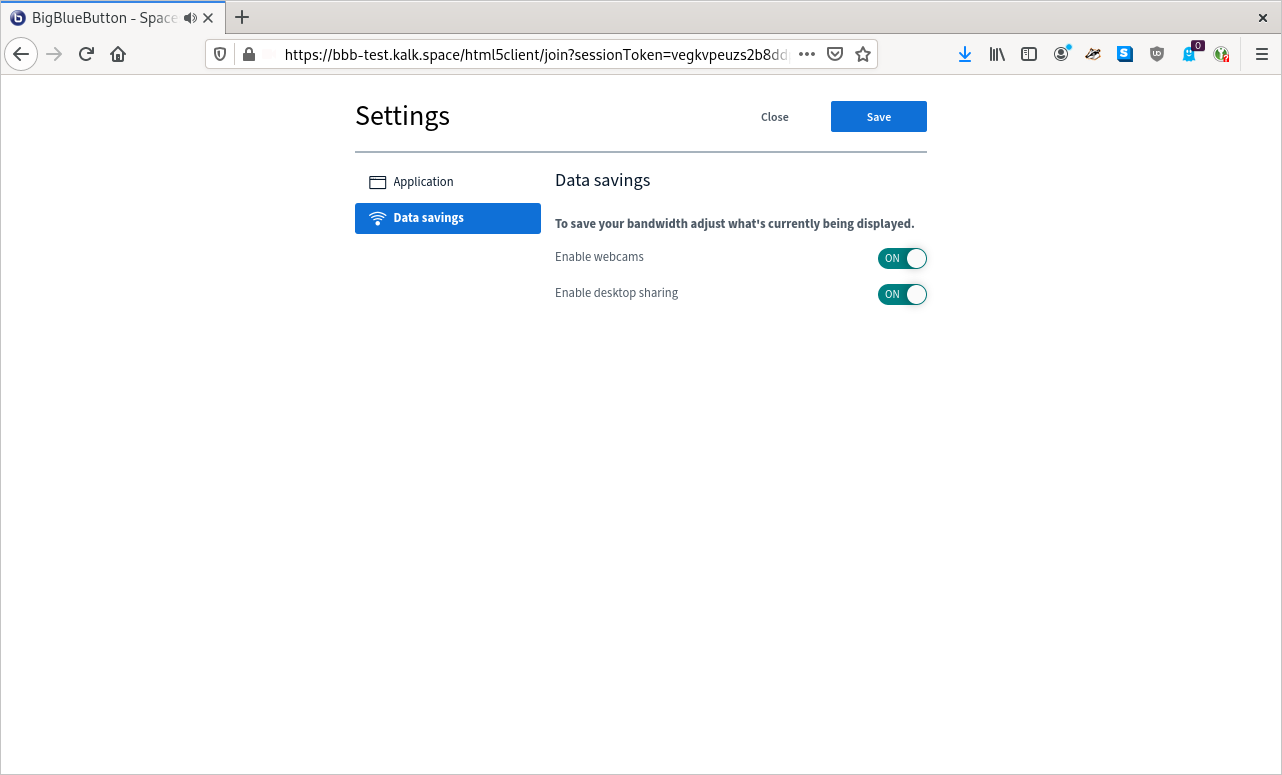 BigBlueButton - Space
https://bbb-test.kalk.space/html5client/join?sessionToken=vegkvpeuzs2b8dd
S
UD
0
Settings
Close
Save
Application
Data savings
Data savings
To save your bandwidth adjust what's currently being displayed.
Enable webcams
ON
Enable desktop sharing
ON